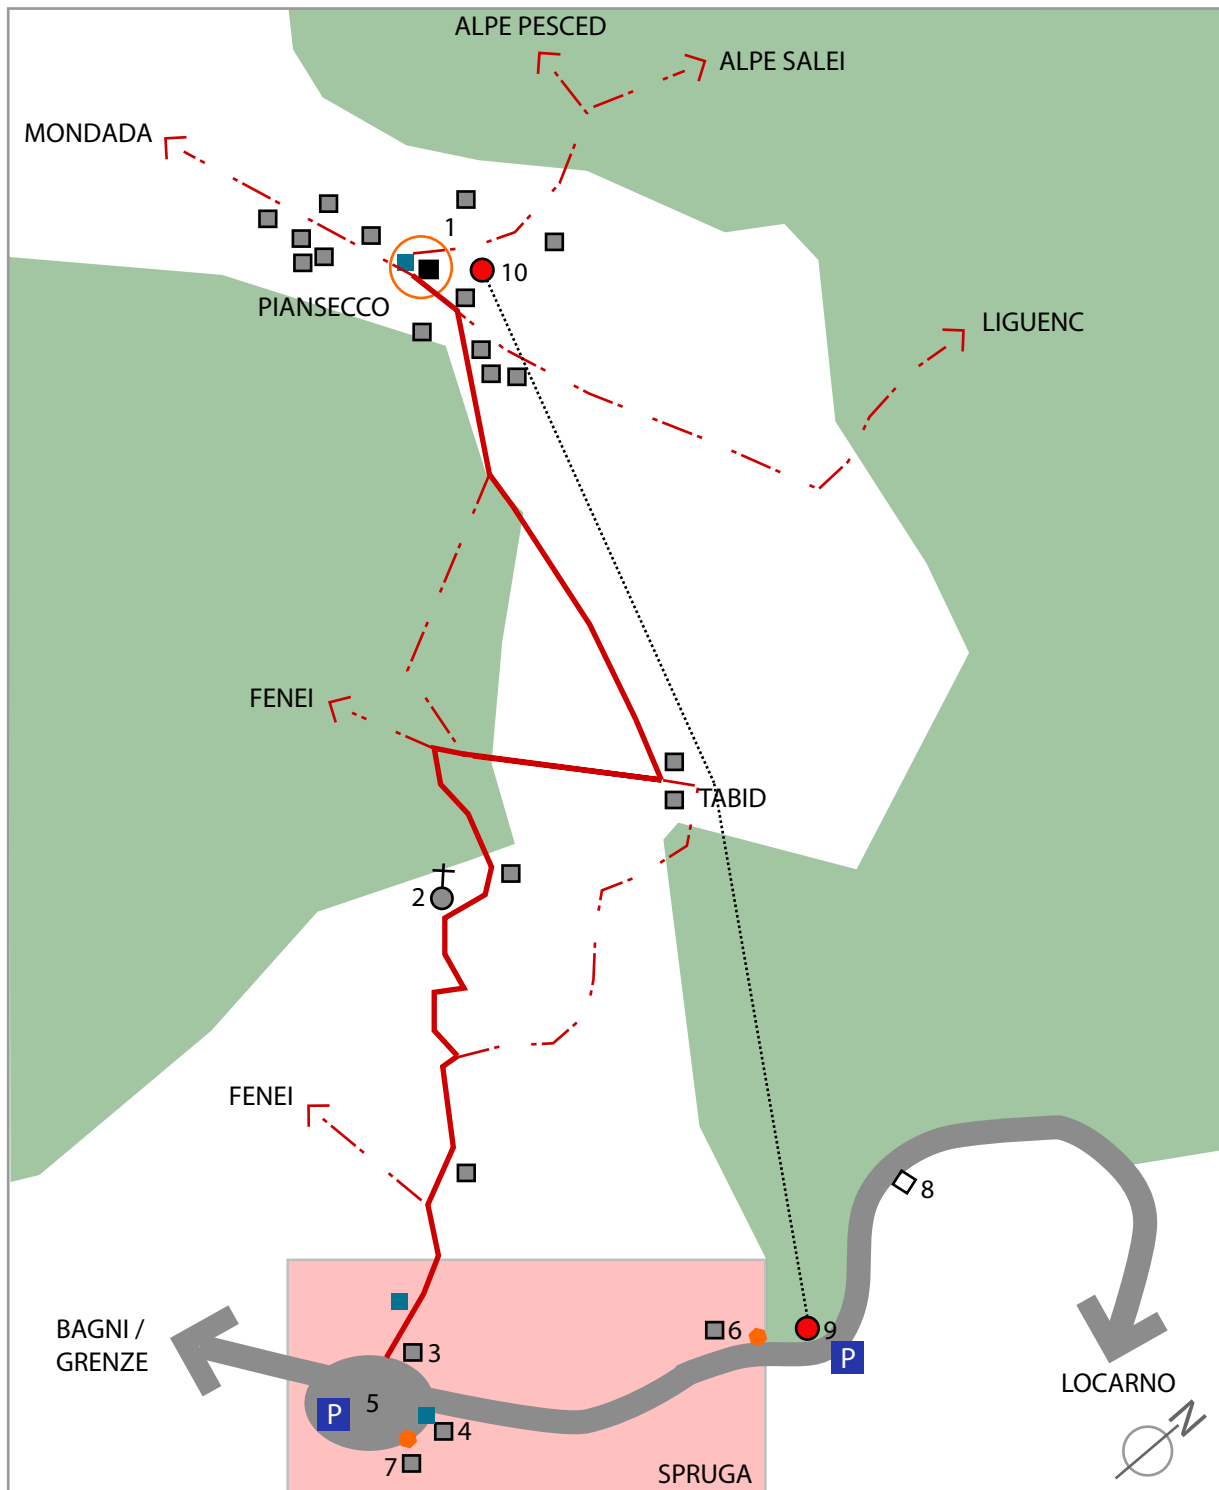 ALPE PESCED
ALPE SALEI
MONDADA
1
10
PIANSECCO
LIGUENC
FENEI
TABID
2
FENEI
8
BAGNI /
GRENZE
3
6
9
P
P
5
4
7
LOCARNO
SPRUGA
N